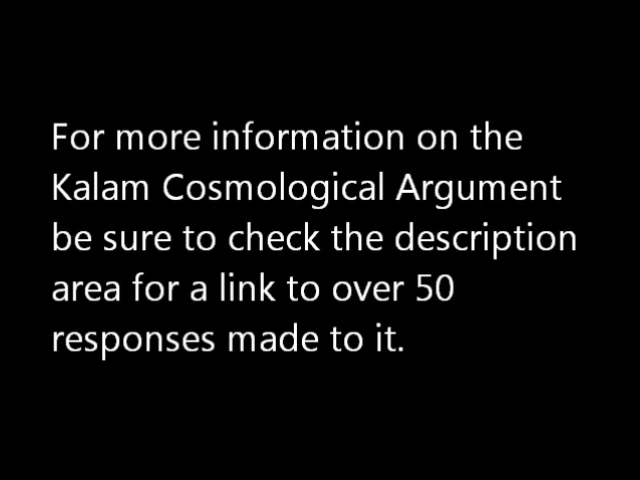 For more information on the
Kalam Cosmological Argument
be sure to check the description
area for a link to over 50
responses made to it.